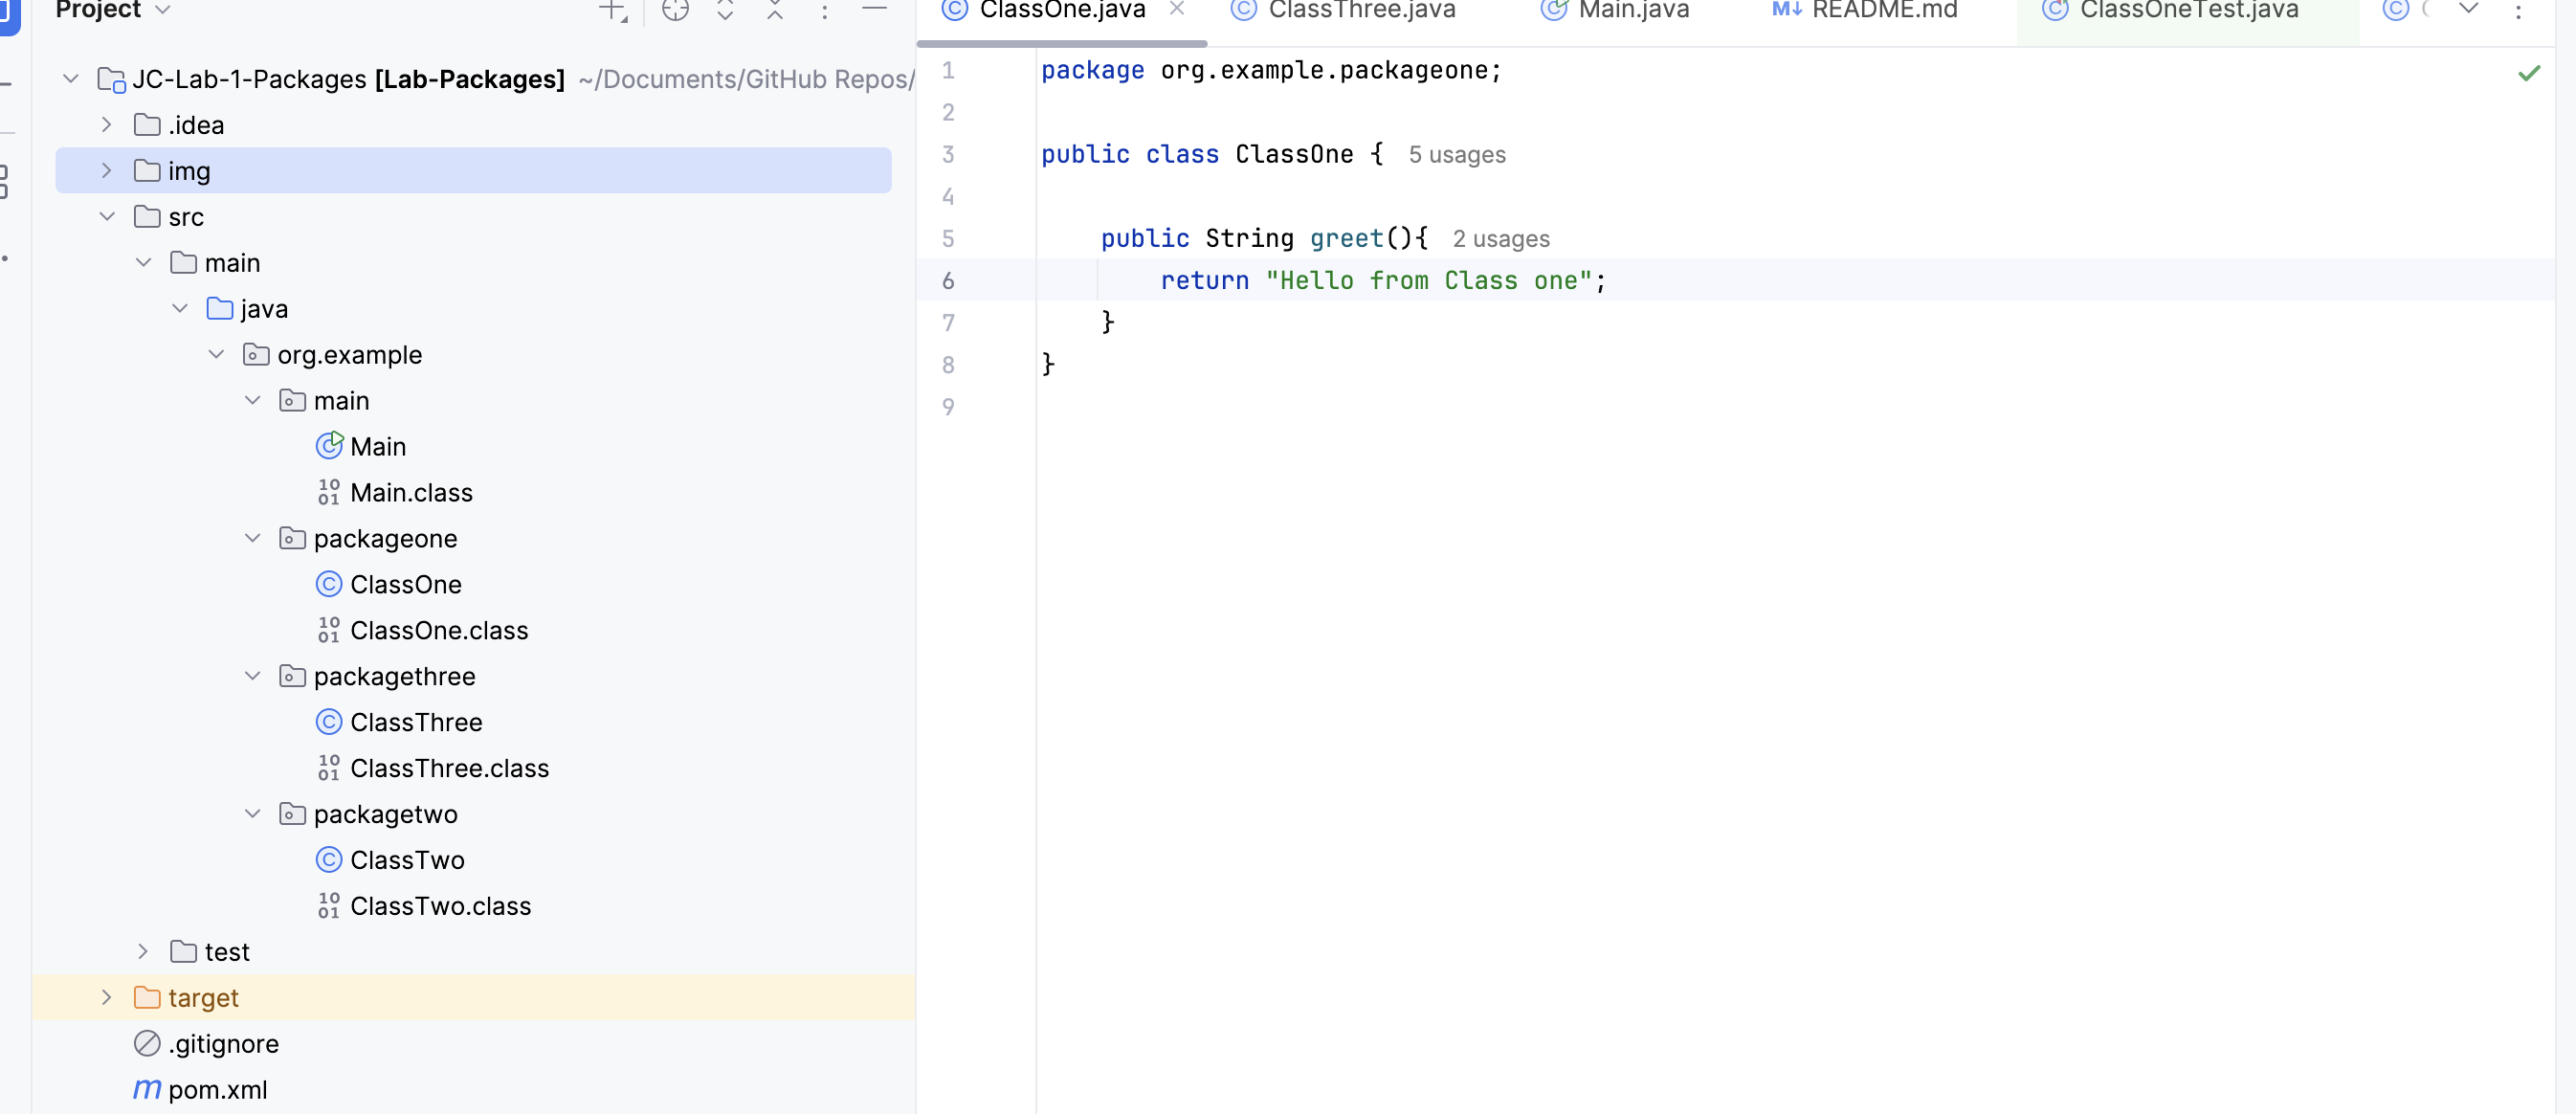 Project
JC-Lab-1-Packages [Lab-Packages] ~/Documents/GitHub Repos/
.idea
img
src
main
java
org.example
main
Main
Main.class
packageone
ClassOne
ClassOne.class
packagethree
ClassThree
ClassThree.class
packagetwo
ClassTwo
ClassTwo.class
test
target
.gitignore
pom.xml
ClassOne.java ClassThree.java Main.java README.md ClassOneTest.java
1 package org.example.packageone;
2
3 public class ClassOne { 5 usages
4
5 public String greet(){ 2 usages
6 return "Hello from Class one";
7 }
8 }
9